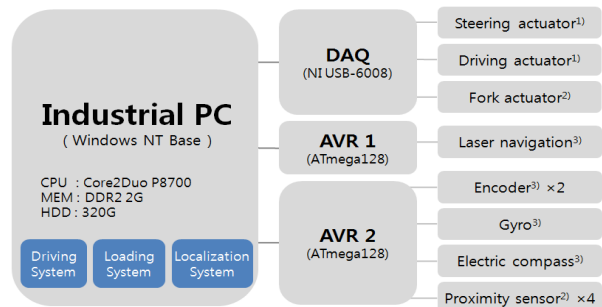 Industrial PC
( Windows NT Base )
CPU : Core2Duo P8700
MEM : DDR2 2G
HDD : 320G
Driving
System
Loading
System
Localization
System
DAQ
(NI USB-6008)
AVR 1
(ATmega128)
AVR 2
(ATmega128)
Steering actuator1)
Driving actuator1)
Fork actuator2)
Laser navigation3)
Encoder3) ×2
Gyro3)
Electric compass3)
Proximity sensor2) ×4